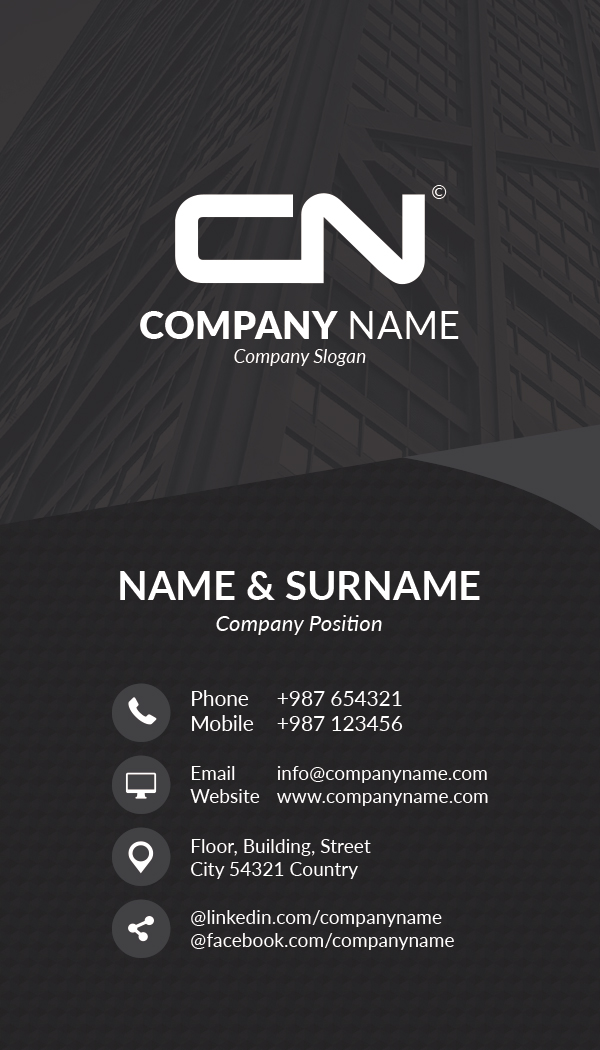 CN©
COMPANY NAME
Company Slogan
NAME & SURNAME
Company Position
Phone +987 654321
Mobile +987 123456
Email info@companyname.com
Website www.companyname.com
Floor, Building, Street
City 54321 Country
@linkedin.com/companyname
@facebook.com/companyname